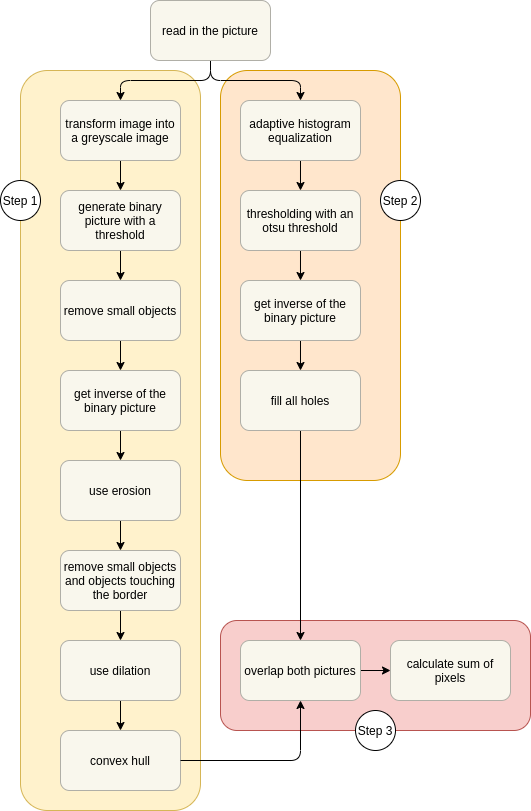 read in the picture
Step 1
transform image into
a greyscale image
generate binary
picture with a
threshold
remove small objects
get inverse of the
binary picture
use erosion
remove small objects
and objects touching
the border
use dilation
convex hull
Step 2
adaptive histogram
equalization
thresholding with an
otsu threshold
get inverse of the
binary picture
fill all holes
overlap both pictures
calculate sum of
pixels
Step 3